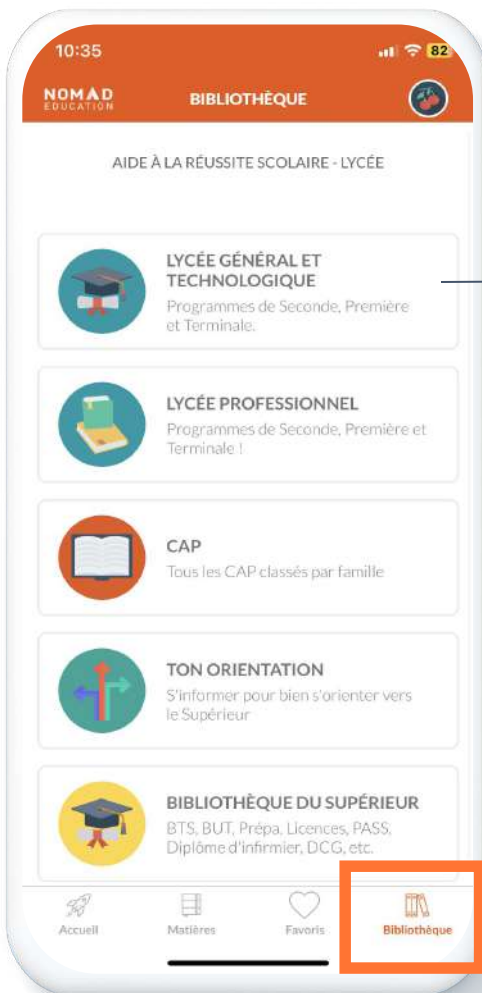 10:35
82
NOMAD
EDUCATION
BIBLIOTHÈQUE
AIDE À LA RÉUSSITE SCOLAIRE - LYCÉE
LYCÉE GÉNÉRAL ET
TECHNOLOGIQUE
Programmes de Seconde, Première
et Terminale.
LYCÉE PROFESSIONNEL
Programmes de Seconde, Première et
Terminale !
CAP
Tous les CAP classés par famille
TON ORIENTATION
S'informer pour bien s'orienter vers
le Supérieur
BIBLIOTHÈQUE DU SUPÉRIEUR
BTS, BUT, Prépa, Licences, PASS,
Diplôme d'infirmier, DCG, etc.
Accueil
Matières
Favoris
Bibliothèque